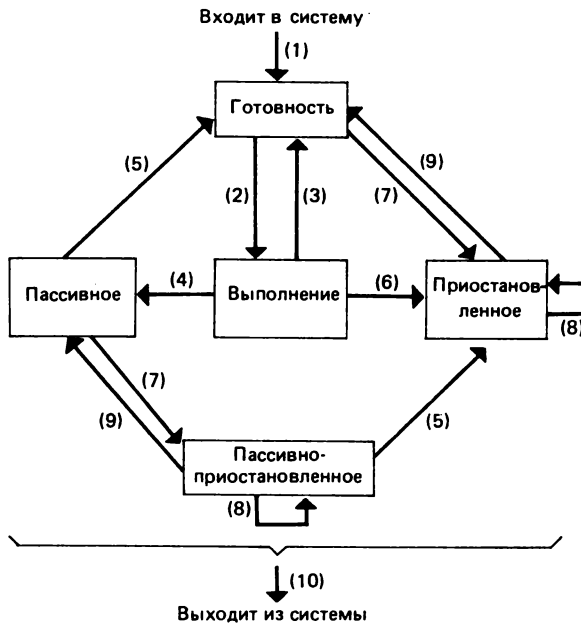 Входит в систему
(1)
Готовность
(5)
(9)
(2)
(3)
(7)
Пассивное
(4)
Выполнение
(6)
Приостанов-
ленное
(8)
(7)
(9)
(5)
Пассивно-
приостановленное
(8)
(10)
Выходит из системы